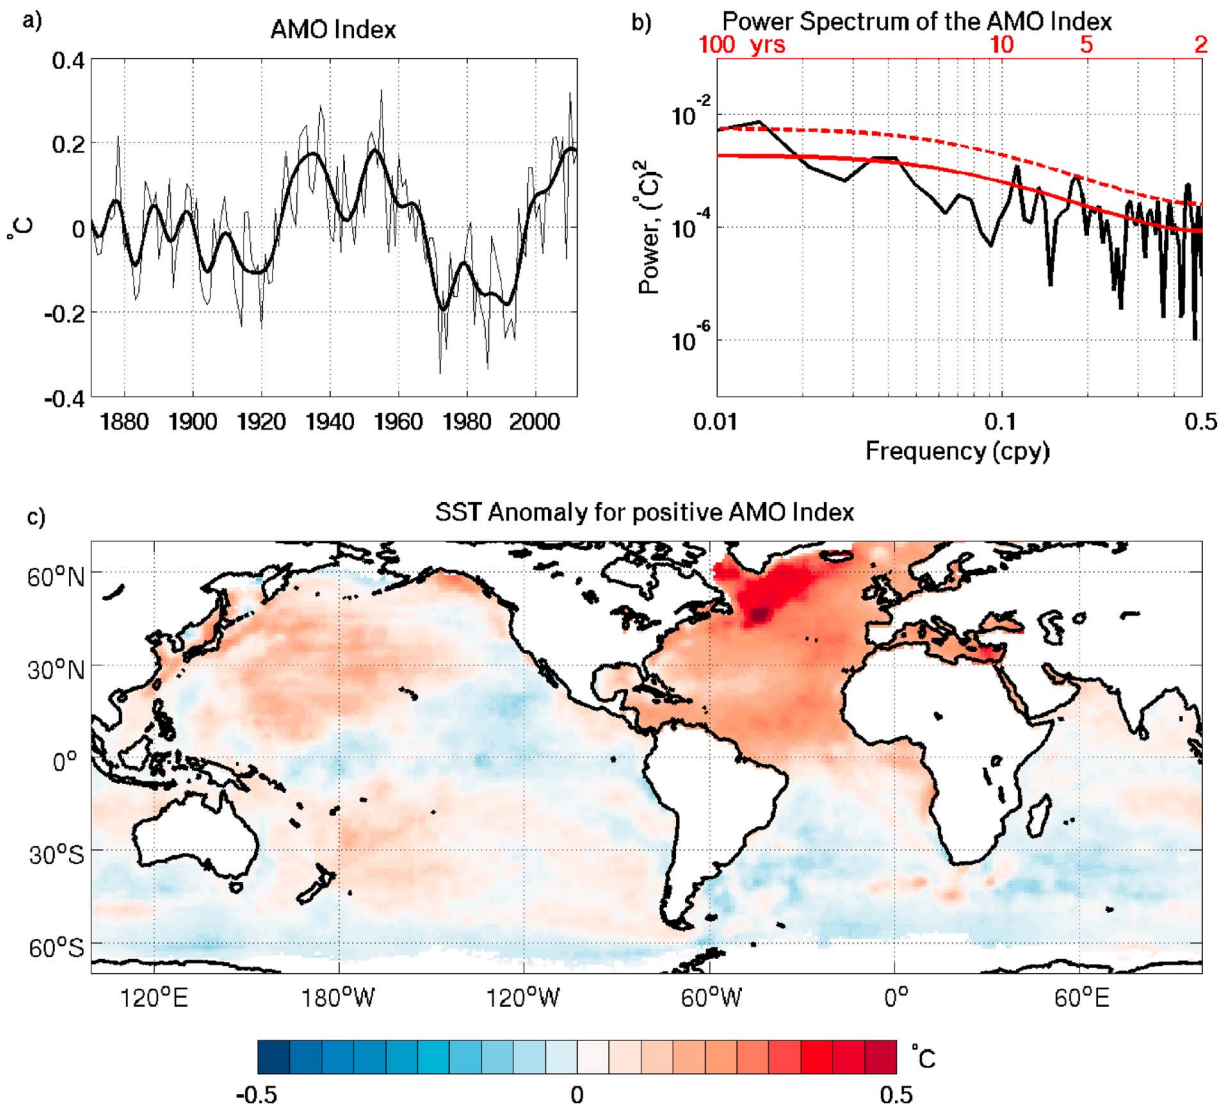 a)
AMO Index
0.4
0.2
0
-0.2
-0.4
°C
1880 1900 1920 1940 1960 1980 2000
b)
Power Spectrum of the AMO Index
100 yrs 10 5 2
10⁻²
10⁻⁴
10⁻⁶
Power, (°C)²
0.01 0.1 0.5
Frequency (cpy)
c)
SST Anomaly for positive AMO Index
60°N
30°N
0°
30°S
60°S
120°E 180°W 120°W 60°W 0° 60°E
°C
-0.5 0 0.5